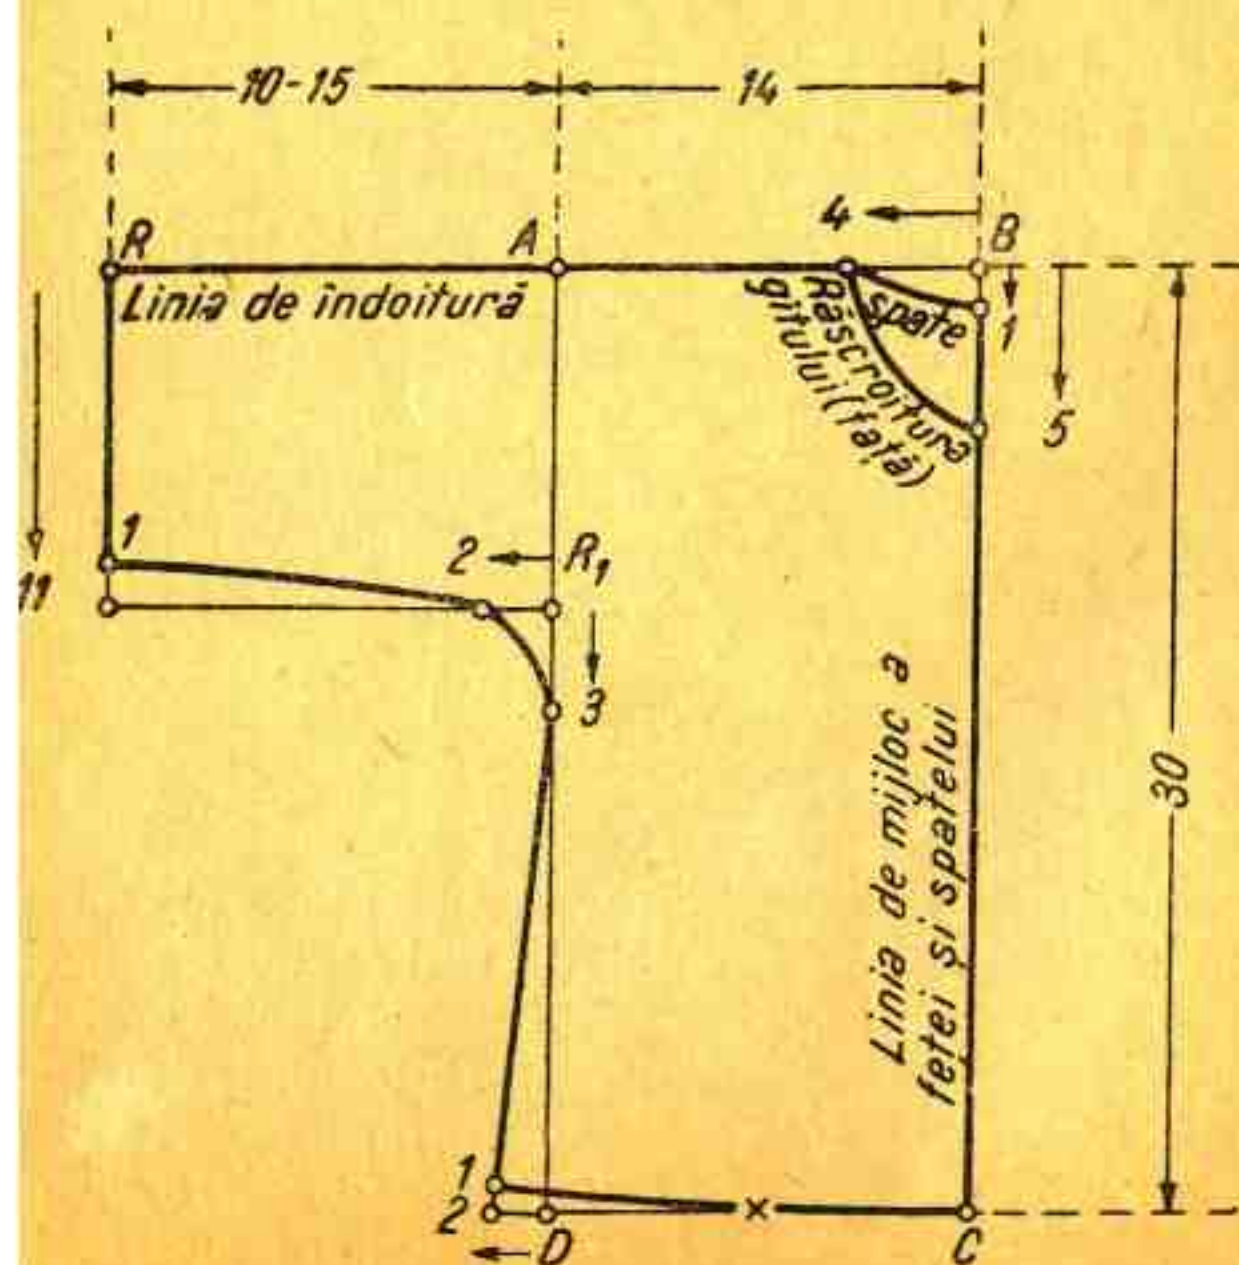 10-15
14
4
R
A
B
Linia de îndoitură
spate
1
Răscroitura
gîtului (față)
5
1
2
R₁
11
3
Linia de mijloc a
feței și spatelui
30
1
2
D
C
x